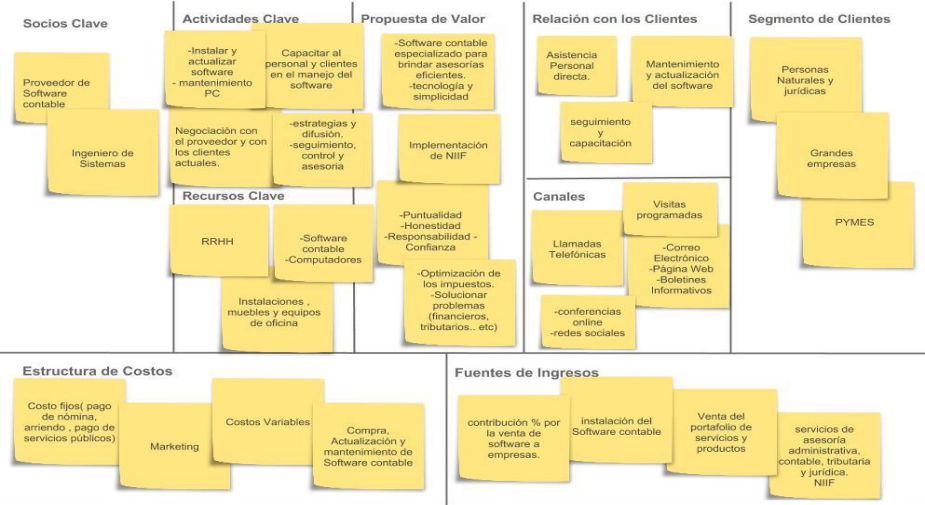 Socios Clave
Proveedor de
Software
contable
Ingeniero de
Sistemas
Actividades Clave
-Instalar y
actualizar
software
- mantenimiento
PC
Capacitar al
personal y clientes
en el manejo del
software
Negociación con
el proveedor y con
los clientes
actuales.
-estrategias y
difusión.
-seguimiento,
control y
asesoria
Recursos Clave
RRHH
-Software
contable
-Computadores
Instalaciones ,
muebles y equipos
de oficina
Propuesta de Valor
-Software contable
especializado para
brindar asesorías
eficientes.
-tecnología y
simplicidad
Implementación
de NIIF
-Puntualidad
-Honestidad
-Responsabilidad -
Confianza
-Optimización de
los impuestos.
-Solucionar
problemas
(financieros,
tributarios.. etc)
Relación con los Clientes
Asistencia
Personal
directa.
Mantenimiento
y actualización
del software
seguimiento
y
capacitación
Canales
Visitas
programadas
Llamadas
Telefónicas
-Correo
Electrónico
-Página Web
-Boletines
Informativos
-conferencias
online
-redes sociales
Segmento de Clientes
Personas
Naturales y
jurídicas
Grandes
empresas
PYMES
Estructura de Costos
Costo fijos( pago
de nómina,
arriendo , pago de
servicios públicos)
Marketing
Costos Variables
Compra,
Actualización y
mantenimiento de
Software contable
Fuentes de Ingresos
contribución % por
la venta de
software a
empresas.
instalación del
Software contable
Venta del
portafolio de
servicios y
productos
servicios de
asesoría
administrativa,
contable, tributaria
y jurídica.
NIIF